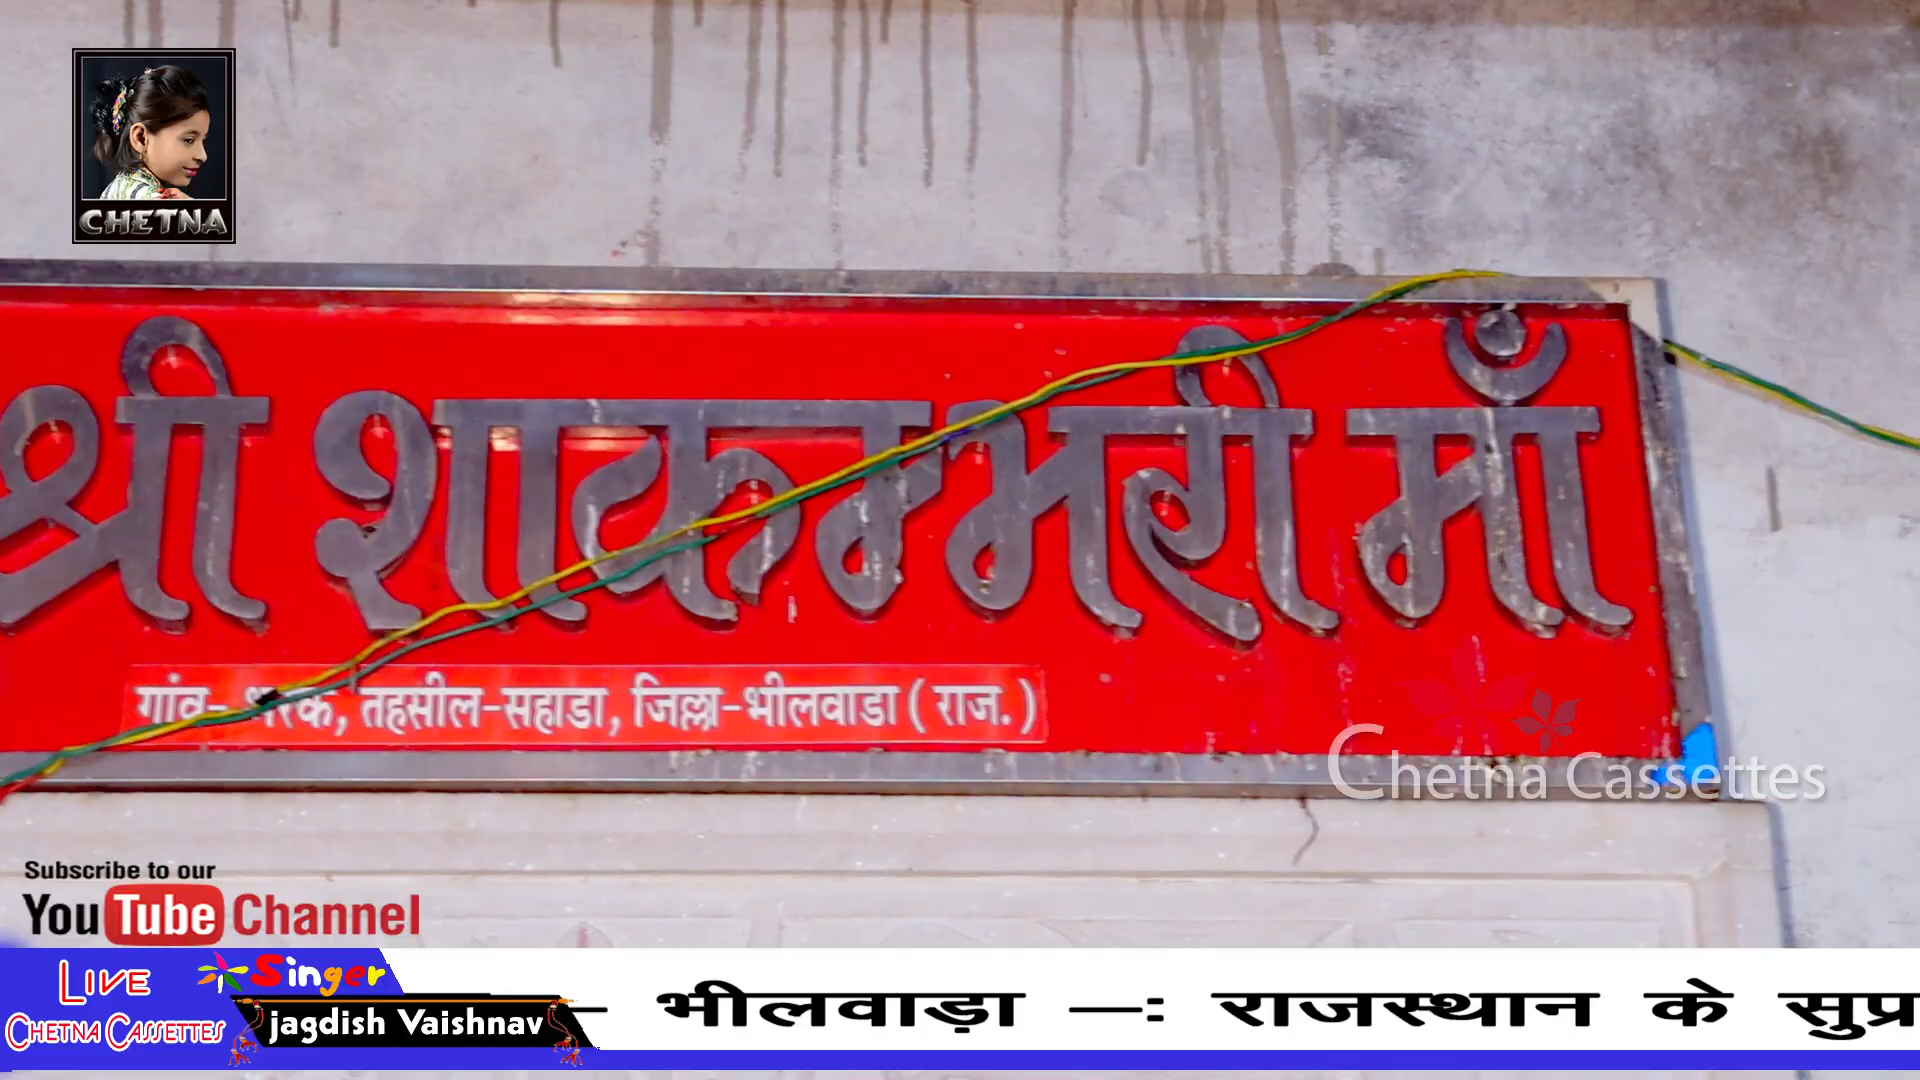 CHETNA
श्री शाकम्भरी माँ
गांव- तहसील-सहाडा, जिल्ला-भीलवाडा ( राज. )
Chetna Cassettes
Subscribe to our
YouTube Channel
LIVE
CHETNA CASSETTES
Singer
jagdish Vaishnav
– भीलवाड़ा –: राजस्थान के सुप्र